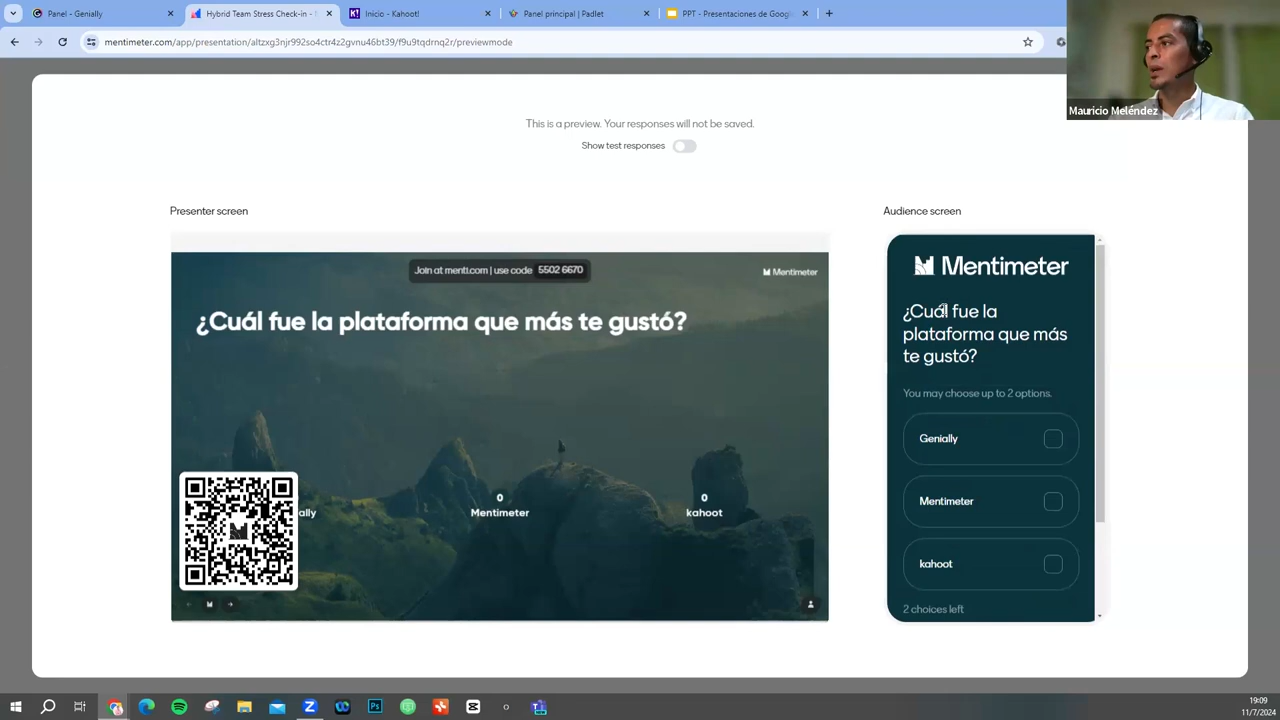 Panel - Genially
Hybrid Team Stress Check-in -
Inicio - Kahoot!
Panel principal | Padlet
PPT - Presentaciones de Google
mentimeter.com/app/presentation/altzxg3njr992so4ctr4z2gvnu46bt39/f9u9tqdrnq2r/previewmode
Mauricio Meléndez
This is a preview. Your responses will not be saved.
Show test responses
Presenter screen
Audience screen
Join at menti.com | use code 5502 6670
Mentimeter
¿Cuál fue la plataforma que más te gustó?
0
Mentimeter
0
kahoot
ally
Mentimeter
¿Cuál fue la
plataforma que más
te gustó?
You may choose up to 2 options.
Genially
Mentimeter
kahoot
2 choices left
19:09
11/7/2024